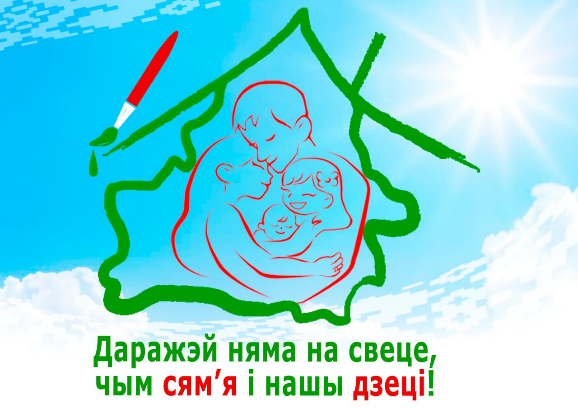 Даражэй няма на свеце,
чым сям’я і нашы дзеці!